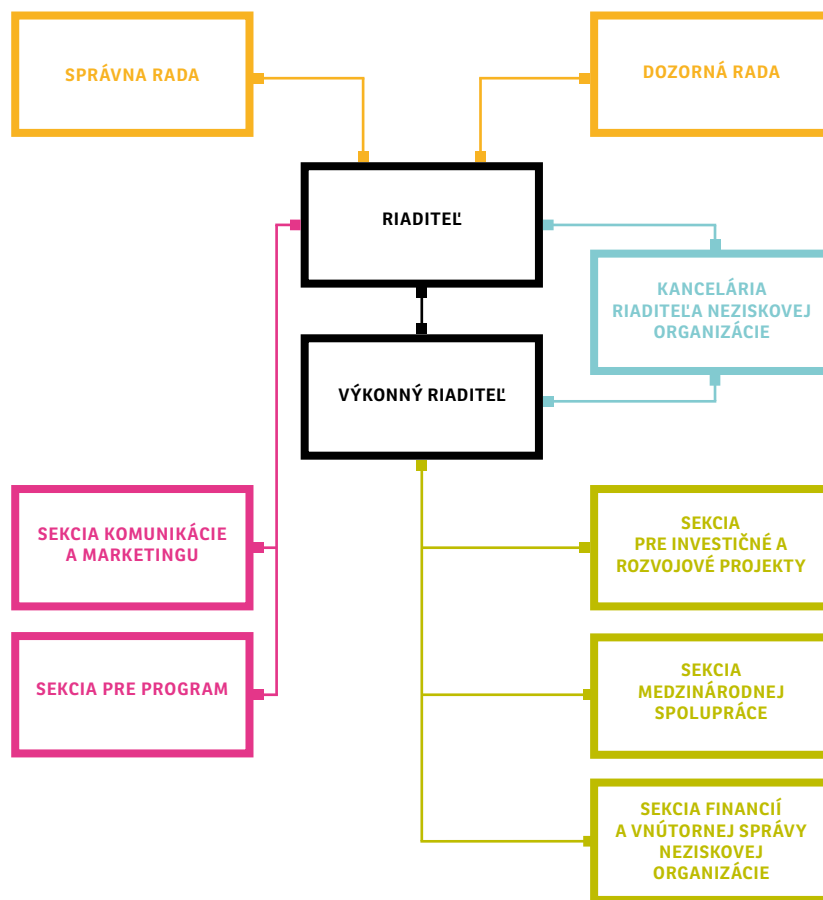 SPRÁVNA RADA
DOZORNÁ RADA
RIADITEĽ
KANCELÁRIA
RIADITEĽA NEZISKOVEJ
ORGANIZÁCIE
VÝKONNÝ RIADITEĽ
SEKCIA KOMUNIKÁCIE
A MARKETINGU
SEKCIA
PRE INVESTIČNÉ A
ROZVOJOVÉ PROJEKTY
SEKCIA PRE PROGRAM
SEKCIA
MEDZINÁRODNEJ
SPOLUPRÁCE
SEKCIA FINANCIÍ
A VNÚTORNEJ SPRÁVY
NEZISKOVEJ
ORGANIZÁCIE